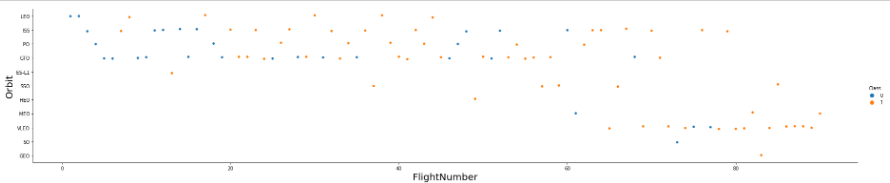 LEO
ISS
PO
GTO
ES-L1
SSO
HEO
MEO
VLEO
SO
GEO
Orbit
0
20
40
60
80
FlightNumber
Class
0
1